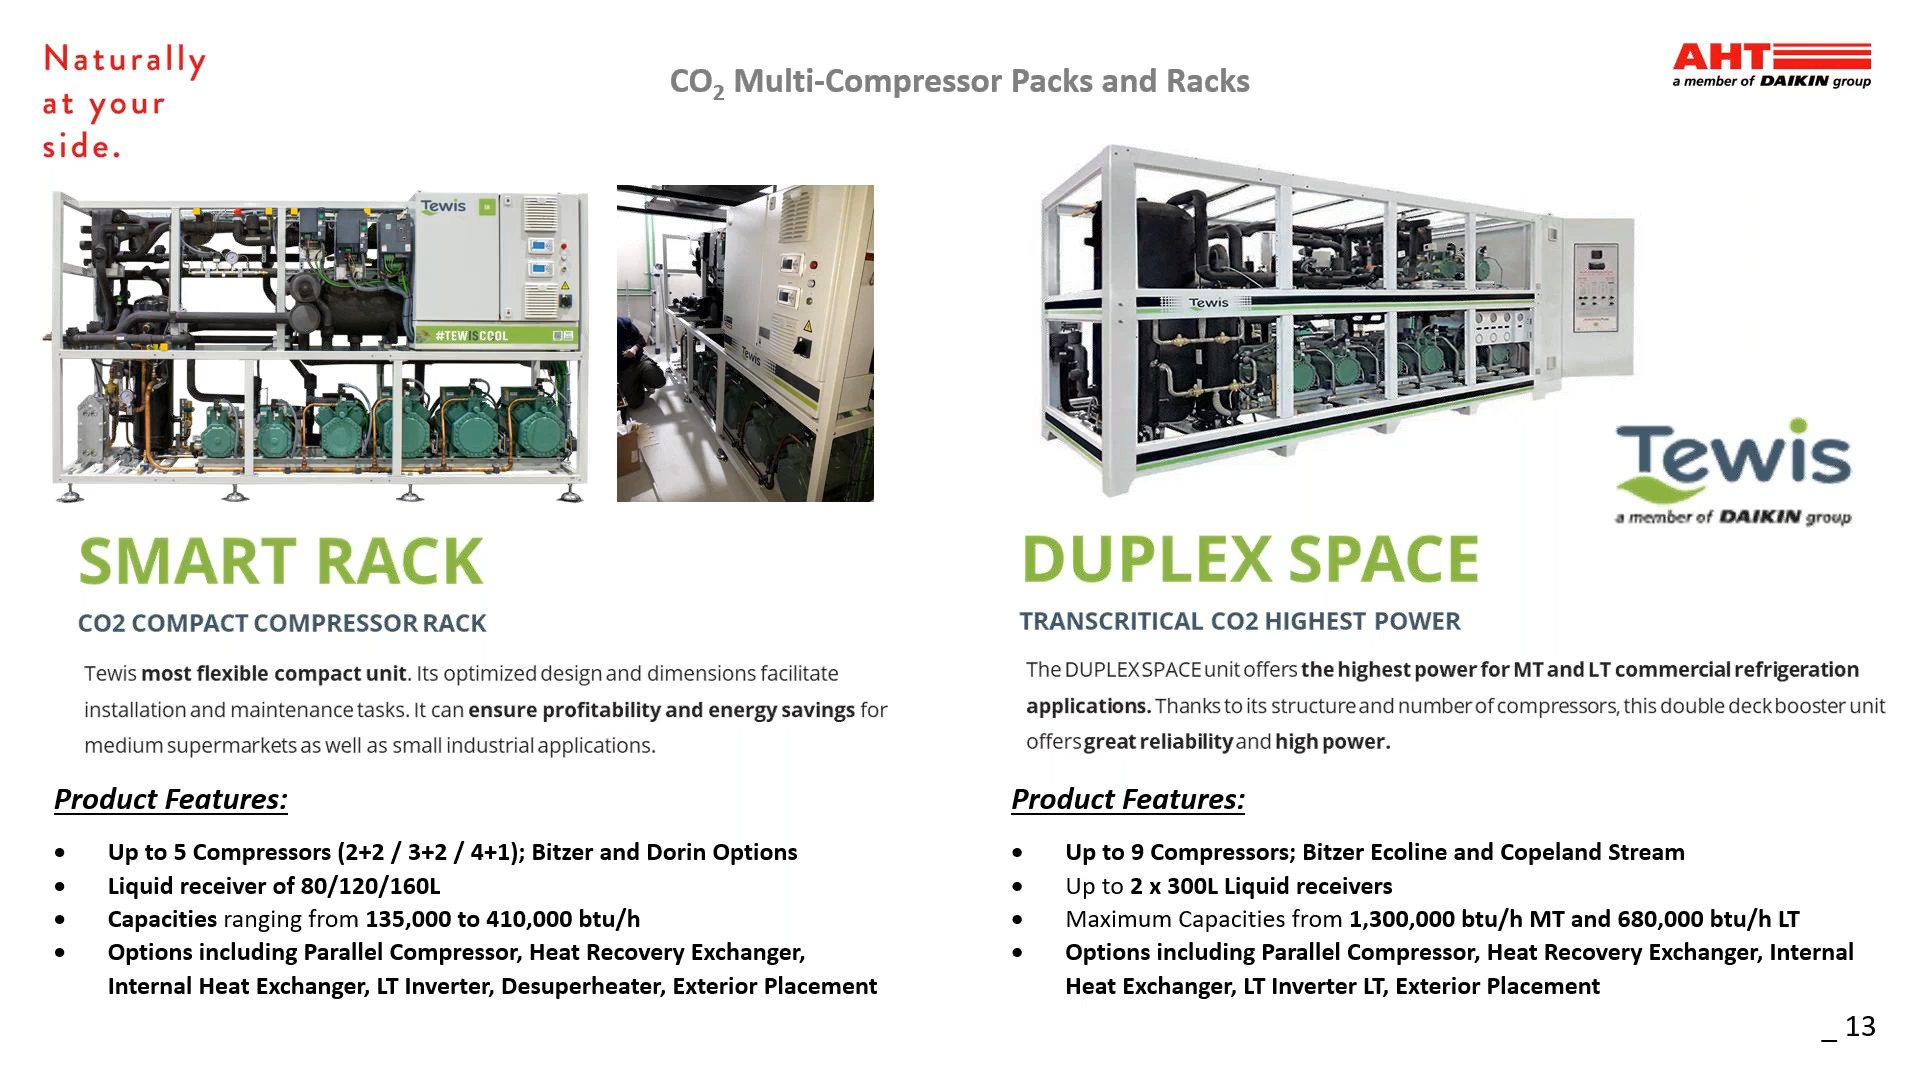 Naturally
at your
side.
CO2 Multi-Compressor Packs and Racks
AHT
a member of DAIKIN group
Tewis
#TEWISCOOL
Tewis
Tewis
Tewis
a member of DAIKIN group
SMART RACK
CO2 COMPACT COMPRESSOR RACK
Tewis most flexible compact unit. Its optimized design and dimensions facilitate
installation and maintenance tasks. It can ensure profitability and energy savings for
medium supermarkets as well as small industrial applications.
Product Features:
• Up to 5 Compressors (2+2 / 3+2 / 4+1); Bitzer and Dorin Options
• Liquid receiver of 80/120/160L
• Capacities ranging from 135,000 to 410,000 btu/h
• Options including Parallel Compressor, Heat Recovery Exchanger,
Internal Heat Exchanger, LT Inverter, Desuperheater, Exterior Placement
DUPLEX SPACE
TRANSCRITICAL CO2 HIGHEST POWER
The DUPLEX SPACE unit offers the highest power for MT and LT commercial refrigeration
applications. Thanks to its structure and number of compressors, this double deck booster unit
offers great reliability and high power.
Product Features:
• Up to 9 Compressors; Bitzer Ecoline and Copeland Stream
• Up to 2 x 300L Liquid receivers
• Maximum Capacities from 1,300,000 btu/h MT and 680,000 btu/h LT
• Options including Parallel Compressor, Heat Recovery Exchanger, Internal
Heat Exchanger, LT Inverter LT, Exterior Placement
_ 13